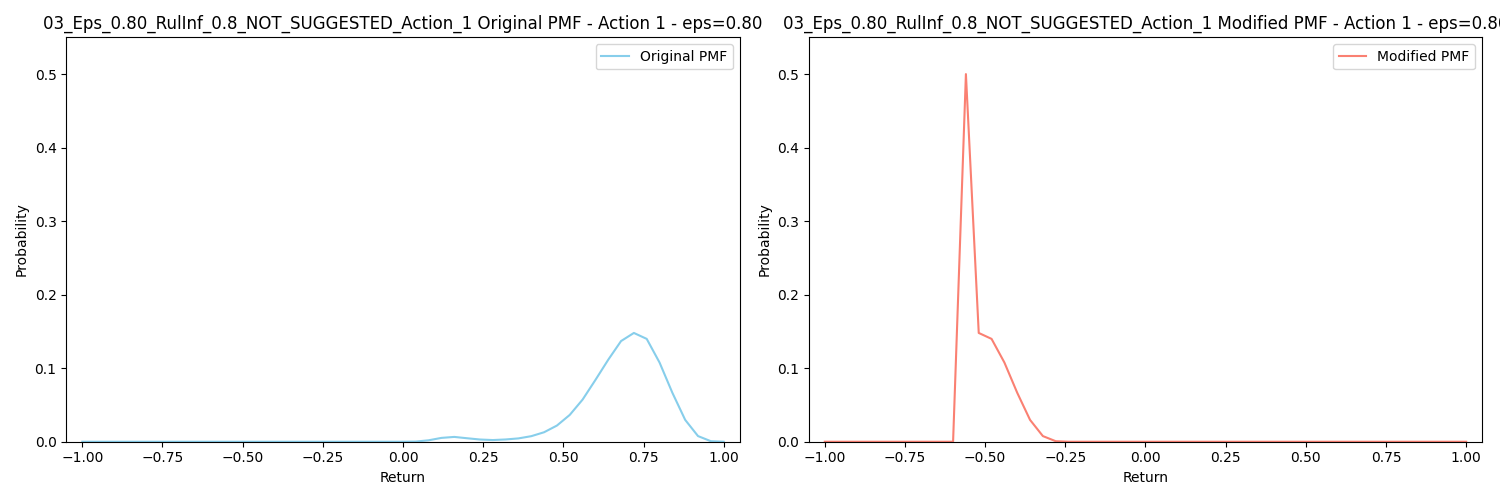 03_Eps_0.80_RulInf_0.8_NOT_SUGGESTED_Action_1 Original PMF - Action 1 - eps=0.80
Original PMF
Probability
0.5
0.4
0.3
0.2
0.1
0.0
−1.00 −0.75 −0.50 −0.25 0.00 0.25 0.50 0.75 1.00
Return
03_Eps_0.80_RulInf_0.8_NOT_SUGGESTED_Action_1 Modified PMF - Action 1 - eps=0.80
Modified PMF
Probability
0.5
0.4
0.3
0.2
0.1
0.0
−1.00 −0.75 −0.50 −0.25 0.00 0.25 0.50 0.75 1.00
Return